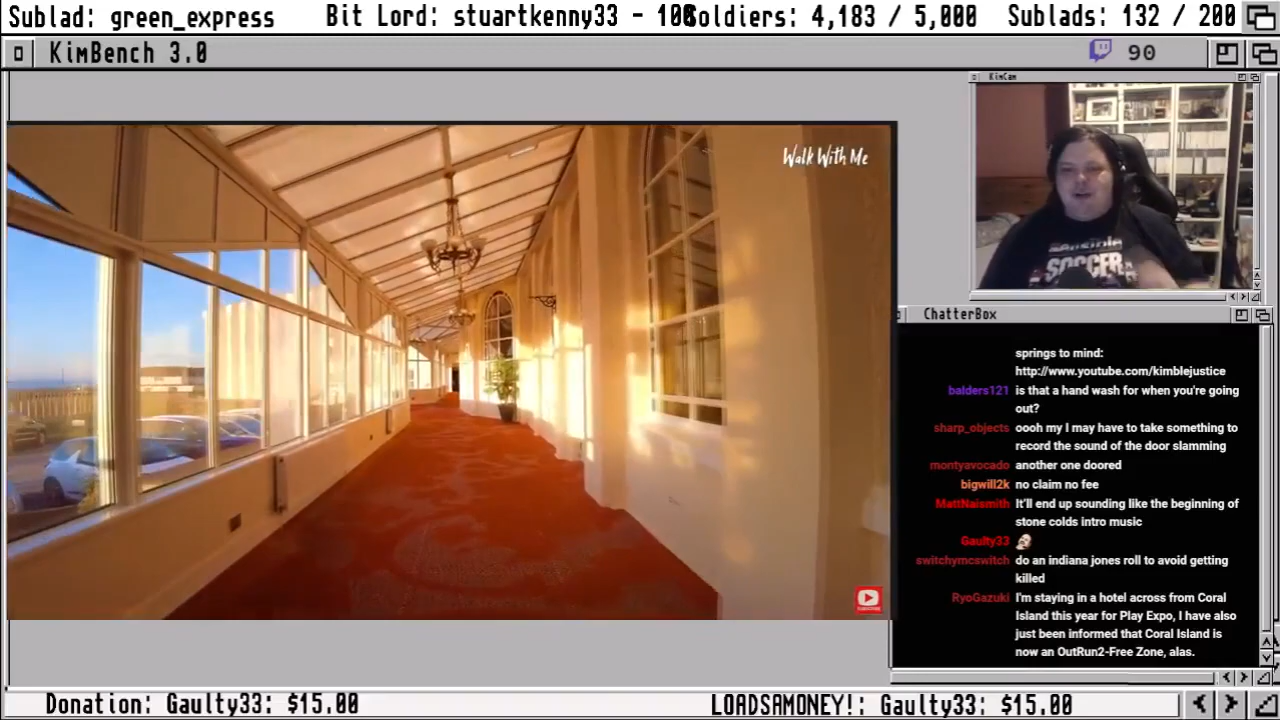 Sublad: green_express
Bit Lord: stuartkenny33 - 100
Soldiers: 4,183 / 5,000
Sublads: 132 / 200
KimBench 3.0
90
KimCam
Walk With Me
SOCCER
ChatterBox
springs to mind:
http://www.youtube.com/kimblejustice
balders121 is that a hand wash for when you're going
out?
sharp_objects oooh my I may have to take something to
record the sound of the door slamming
montyavocado another one doored
bigwill2k no claim no fee
MattNaismith It'll end up sounding like the beginning of
stone colds intro music
Gaulty33
switchymcswitch do an indiana jones roll to avoid getting
killed
RyoGazuki I'm staying in a hotel across from Coral
Island this year for Play Expo, I have also
just been informed that Coral Island is
now an OutRun2-Free Zone, alas.
Donation: Gaulty33: $15.00
LOADSAMONEY!: Gaulty33: $15.00